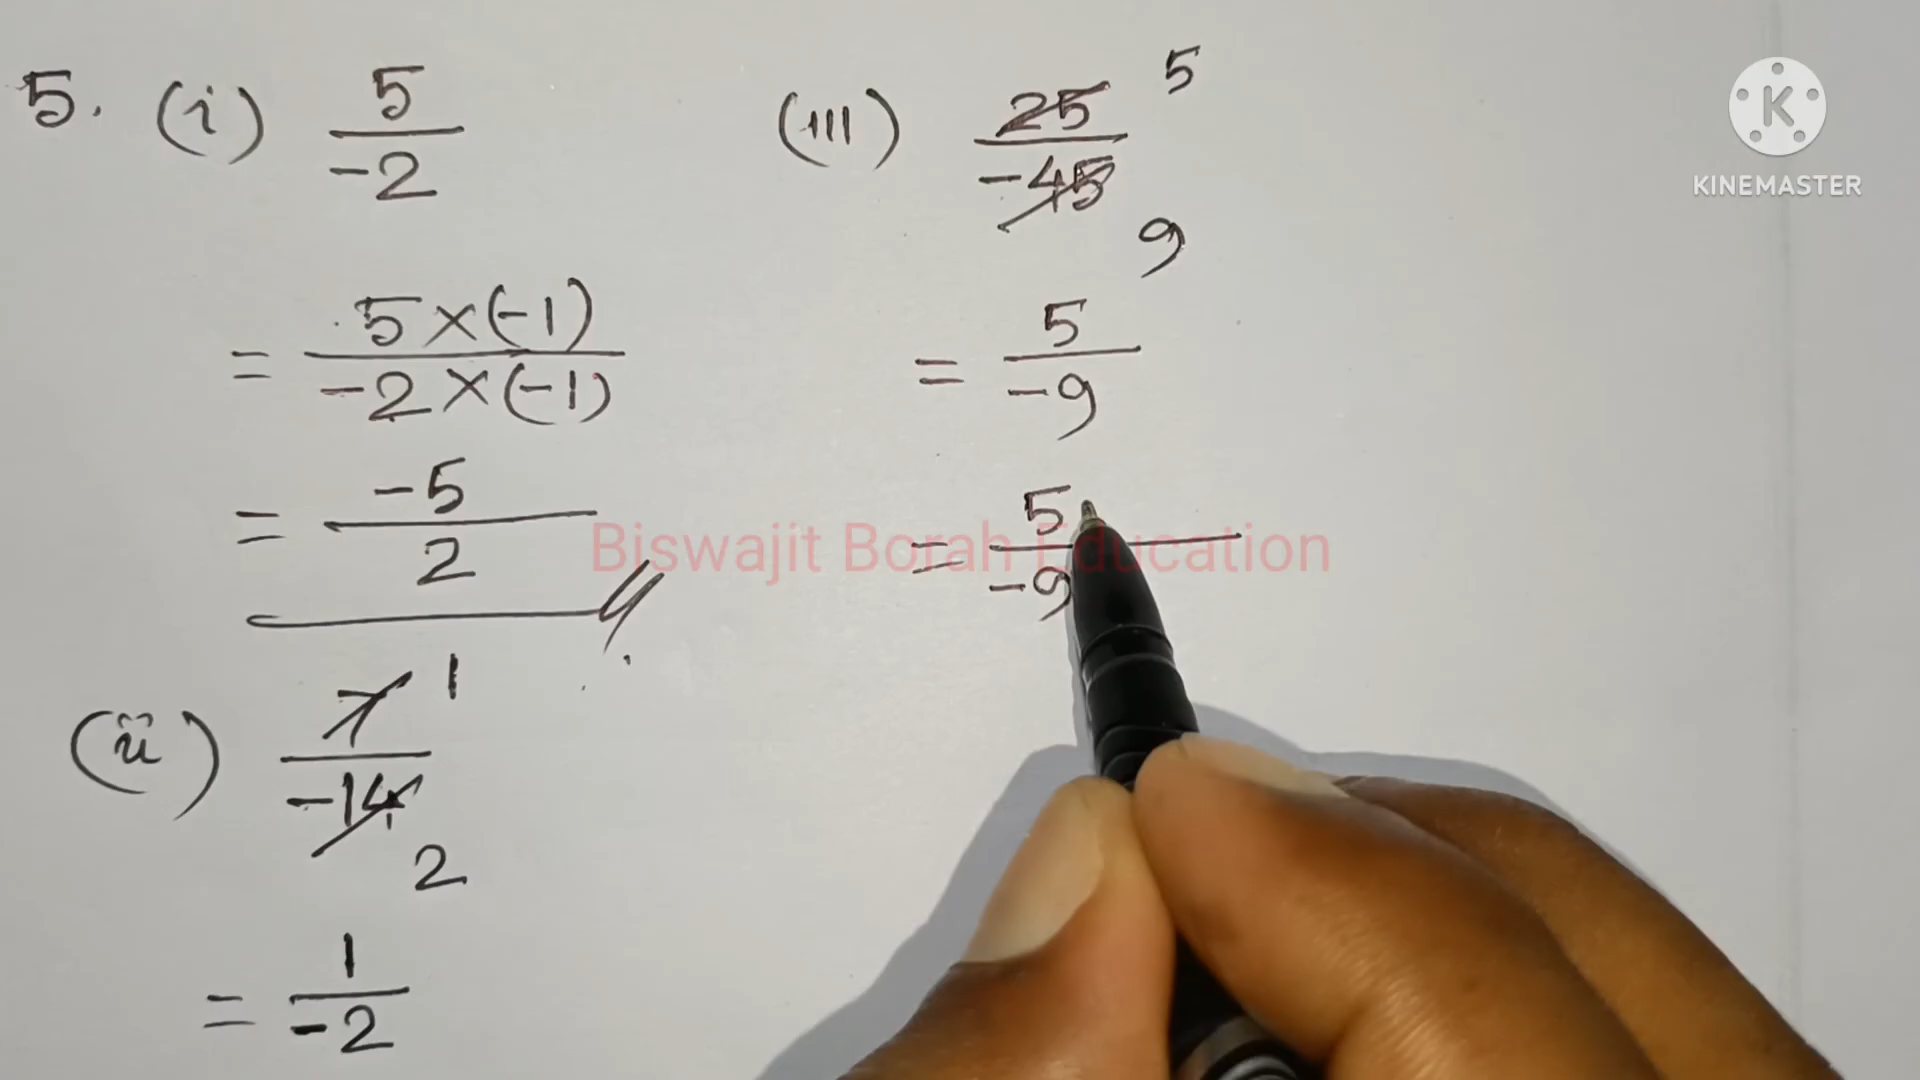 5. (i) 5/-2
= 5×(-1)/-2×(-1)
= -5/2
(ii) 7/-14 1 2
= 1/-2
(iii) 25/-45 5 9
= 5/-9
= 5/-9
Biswajit Borah Education
K
KINEMASTER